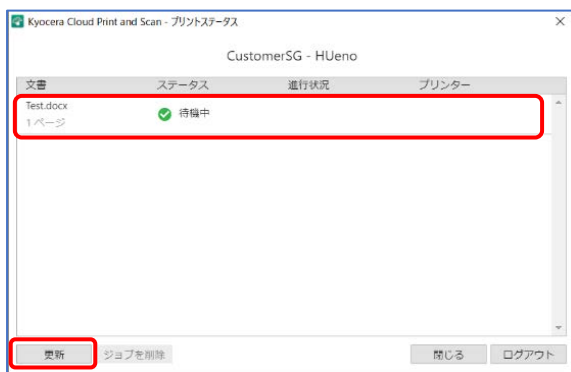 Kyocera Cloud Print and Scan - プリントステータス
CustomerSG - HUeno
文書 ステータス 進行状況 プリンター
Test.docx
1 ページ
待機中
更新 ジョブを削除 閉じる ログアウト